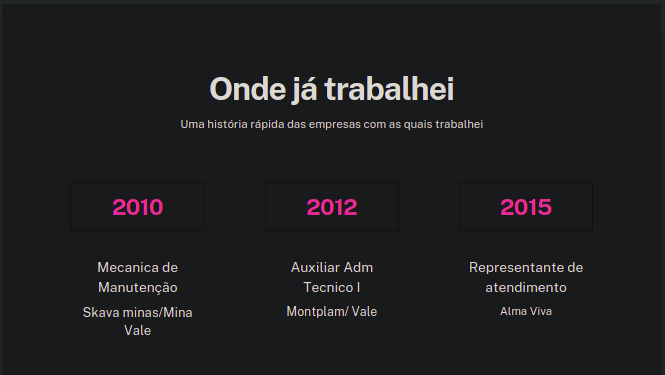 Onde já trabalhei
Uma história rápida das empresas com as quais trabalhei
2010
Mecanica de
Manutenção
Skava minas/Mina
Vale
2012
Auxiliar Adm
Tecnico I
Montplam/ Vale
2015
Representante de
atendimento
Alma Viva